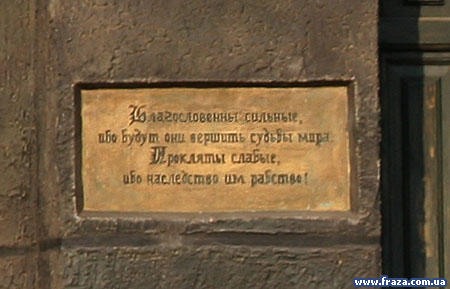 Благословенны сильные,
ибо будут они вершить судьбы мира.
Прокляты слабые,
ибо наследство им рабство!
www.fraza.com.ua